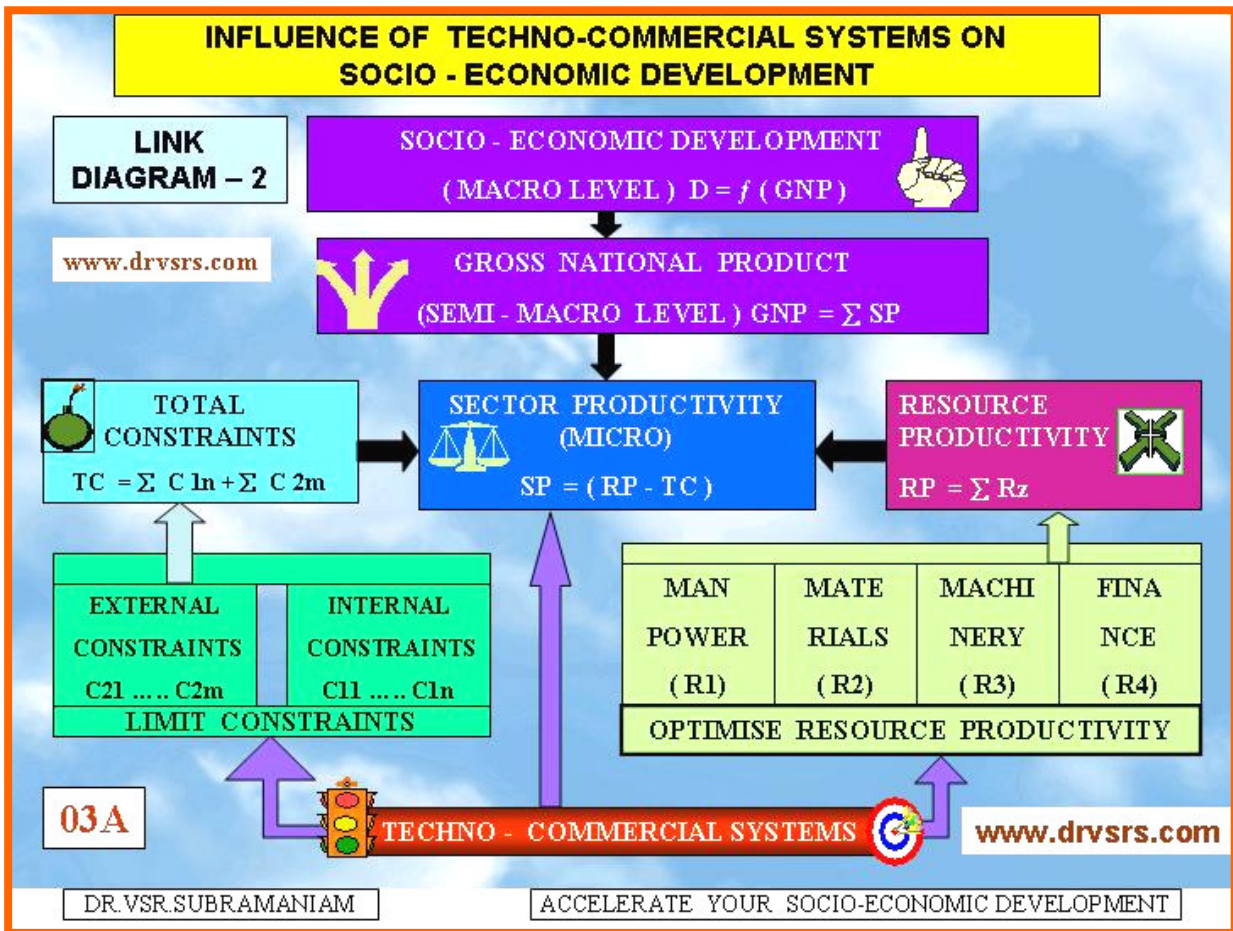 INFLUENCE OF TECHNO-COMMERCIAL SYSTEMS ON
SOCIO - ECONOMIC DEVELOPMENT
LINK
DIAGRAM – 2
SOCIO - ECONOMIC DEVELOPMENT
( MACRO LEVEL ) D = f ( GNP )
www.drvsrs.com
GROSS NATIONAL PRODUCT
(SEMI - MACRO LEVEL ) GNP = ∑ SP
TOTAL
CONSTRAINTS
TC = ∑ C 1n + ∑ C 2m
SECTOR PRODUCTIVITY
(MICRO)
SP = ( RP - TC )
RESOURCE
PRODUCTIVITY
RP = ∑ Rz
EXTERNAL
CONSTRAINTS
C21 ..... C2m
INTERNAL
CONSTRAINTS
C11 ..... C1n
LIMIT CONSTRAINTS
MAN
POWER
( R1)
MATE
RIALS
( R2)
MACHI
NERY
( R3)
FINA
NCE
( R4)
OPTIMISE RESOURCE PRODUCTIVITY
03A
TECHNO - COMMERCIAL SYSTEMS
www.drvsrs.com
DR.VSR.SUBRAMANIAM
ACCELERATE YOUR SOCIO-ECONOMIC DEVELOPMENT